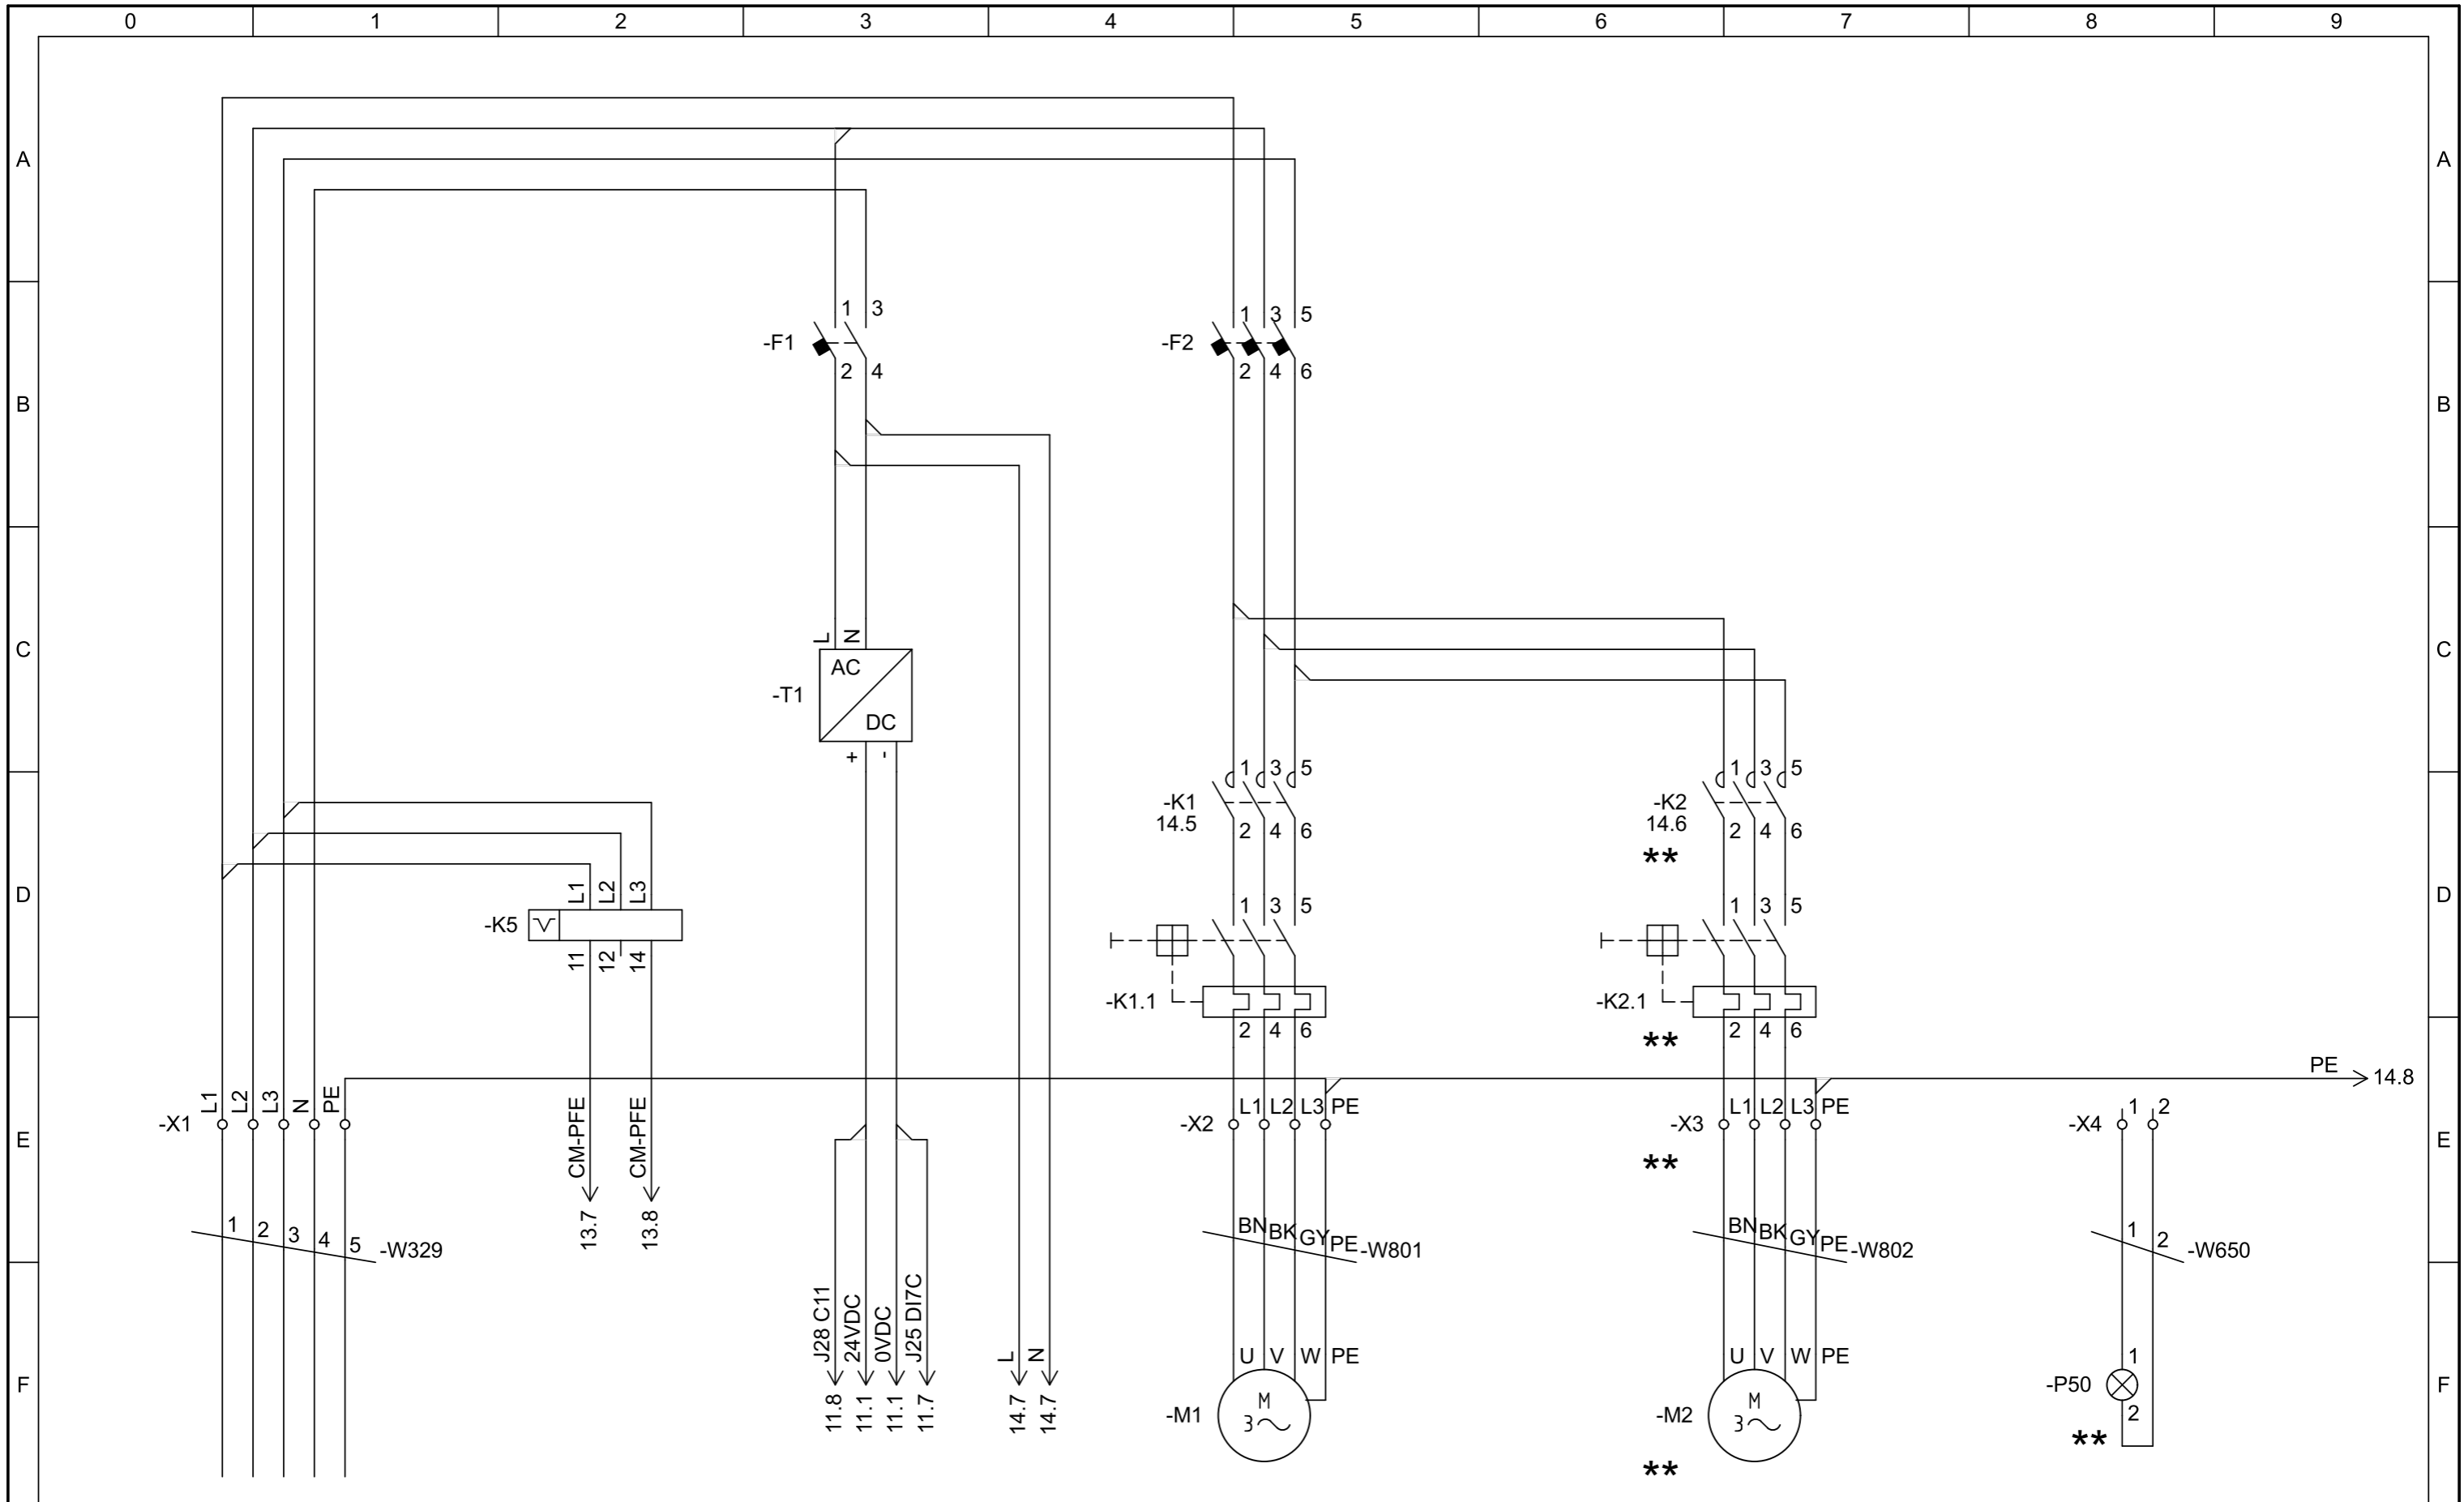 0 1 2 3 4 5 6 7 8 9
A A
1 3 1 3 5
-F1 -F2
2 4 2 4 6
B B
L N
C C
AC
-T1
DC
+ -
1 3 5 1 3 5
-K1 -K2
14.5 14.6
2 4 6 2 4 6
**
L1 L2 L3
D D
1 3 5 1 3 5
-K5
11 12 14
-K1.1 -K2.1
2 4 6 2 4 6
**
PE 14.8
L1 L2 L3 N PE
L1 L2 L3 PE L1 L2 L3 PE 1 2
-X1 -X2 -X3 -X4
E E
CM-PFE CM-PFE
**
13.7 13.8
1 2 3 4 5 -W329
BN BK GY PE -W801
BN BK GY PE -W802
1 2 -W650
J28 C11 24VDC 0VDC J25 DI7C L N
U V W PE U V W PE 1
F F
11.8 11.1 11.1 11.7 14.7 14.7
-M1 M 3 -M2 M 3 -P50
2
**
**